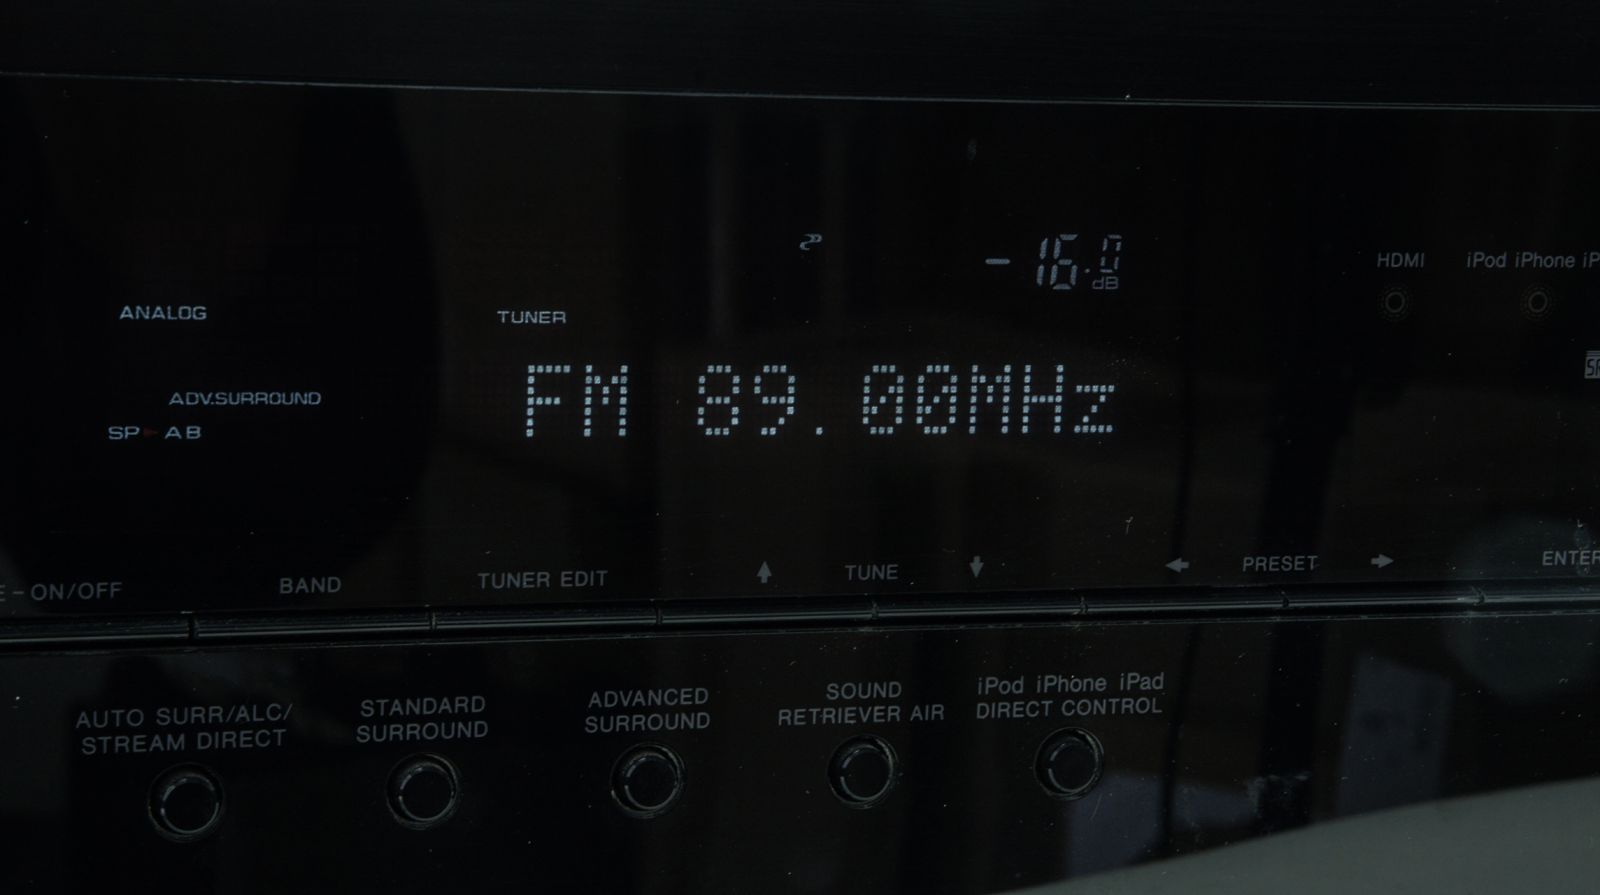 -16.0
dB
HDMI
iPod iPhone iP
ANALOG
TUNER
FM 89.00MHz
ADV.SURROUND
SP►AB
E-ON/OFF
BAND
TUNER EDIT
TUNE
PRESET
ENTER
AUTO SURR/ALC/
STREAM DIRECT
STANDARD
SURROUND
ADVANCED
SURROUND
SOUND
RETRIEVER AIR
iPod iPhone iPad
DIRECT CONTROL